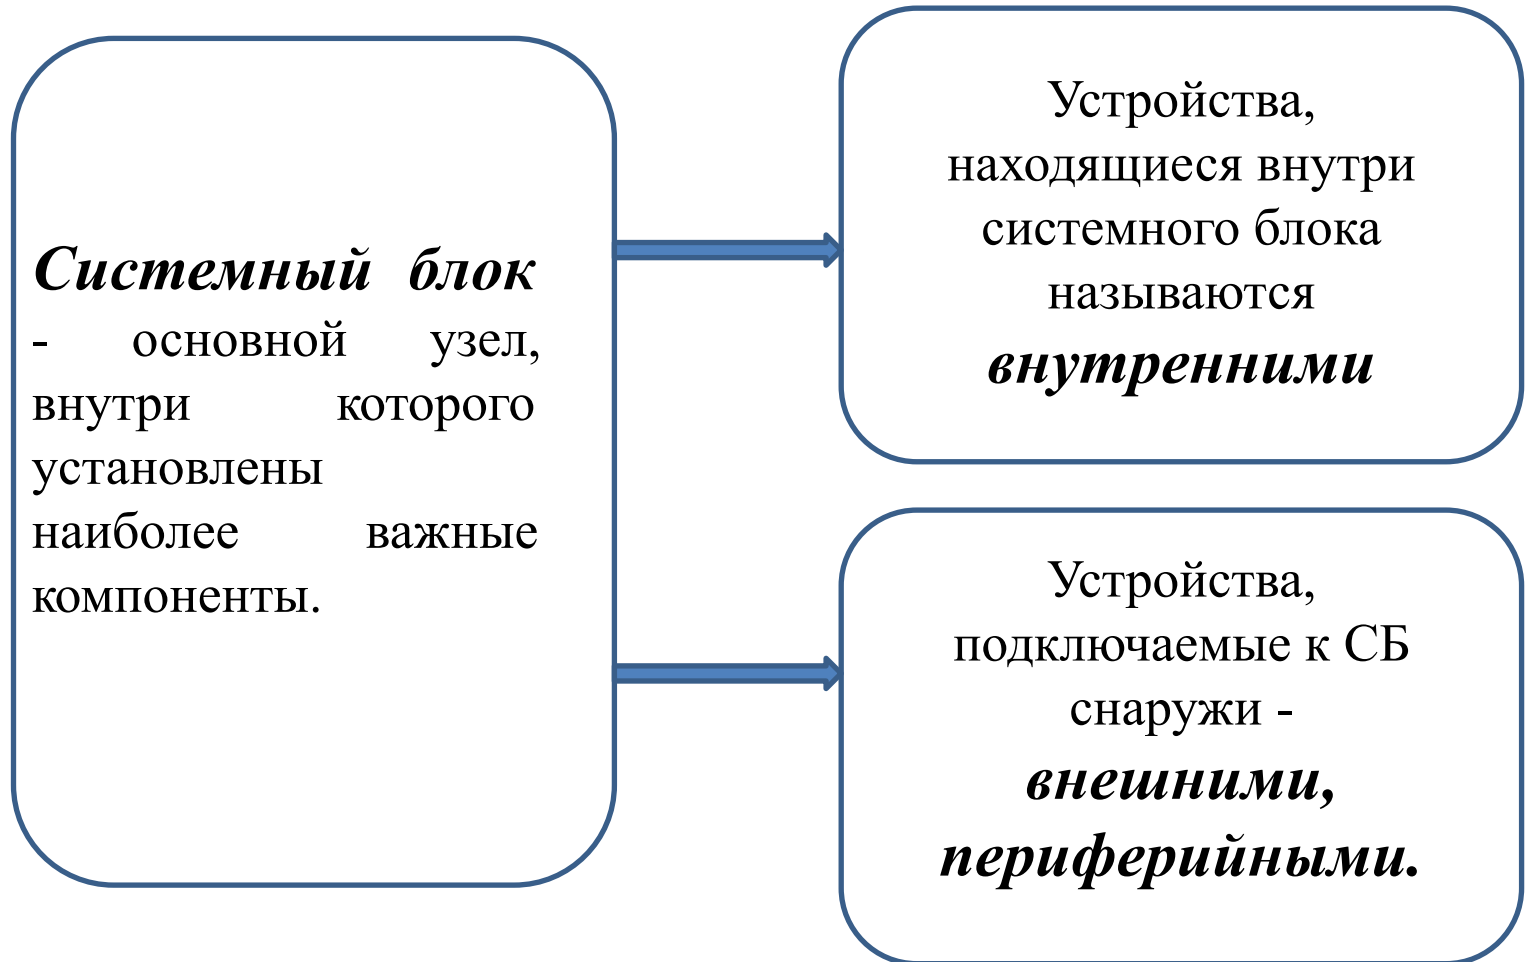 Системный блок
- основной узел,
внутри которого
установлены
наиболее важные
компоненты.
Устройства,
находящиеся внутри
системного блока
называются
внутренними
Устройства,
подключаемые к СБ
снаружи -
внешними,
периферийными.